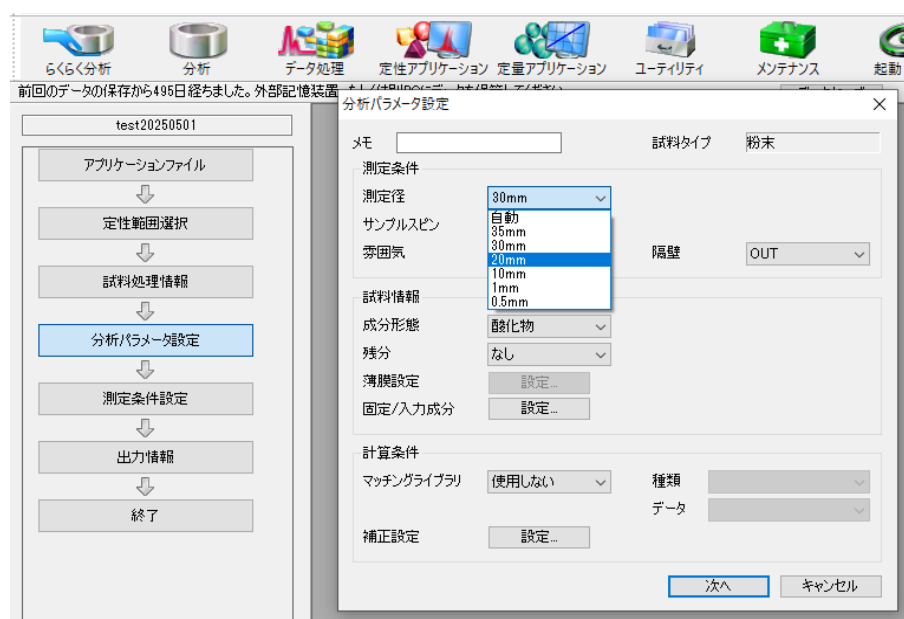 らくらく分析
分析
データ処理
定性アプリケーション
定量アプリケーション
ユーティリティ
メンテナンス
起動
前回のデータの保存から495日経ちました。外部記憶装置
分析パラメータ設定
test20250501
アプリケーションファイル
定性範囲選択
試料処理情報
分析パラメータ設定
測定条件設定
出力情報
終了
メモ
試料タイプ 粉末
測定条件
測定径 30mm
自動
35mm
30mm
20mm
10mm
1mm
0.5mm
サンプルスピン
雰囲気
隔壁 OUT
試料情報
成分形態 酸化物
残分 なし
薄膜設定 設定...
固定/入力成分 設定...
計算条件
マッチングライブラリ 使用しない
種類
データ
補正設定 設定...
次へ
キャンセル